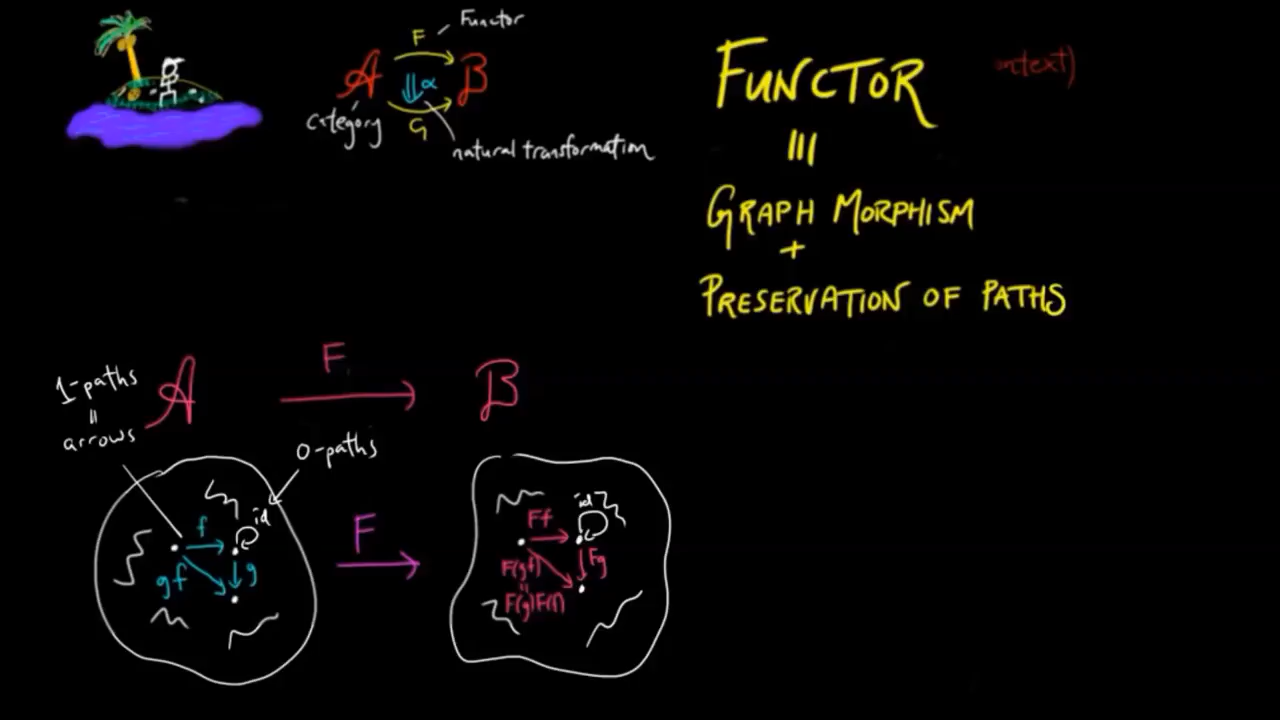 F
Functor
A
α
B
category
G
natural transformation
FUNCTOR
ntext)
|||
GRAPH MORPHISM
+
PRESERVATION OF PATHS
1-paths
||
arrows
A
F
B
0-paths
f
id
gf
g
F
Ff
id
F(gf)
||
F(g)F(f)
Fg